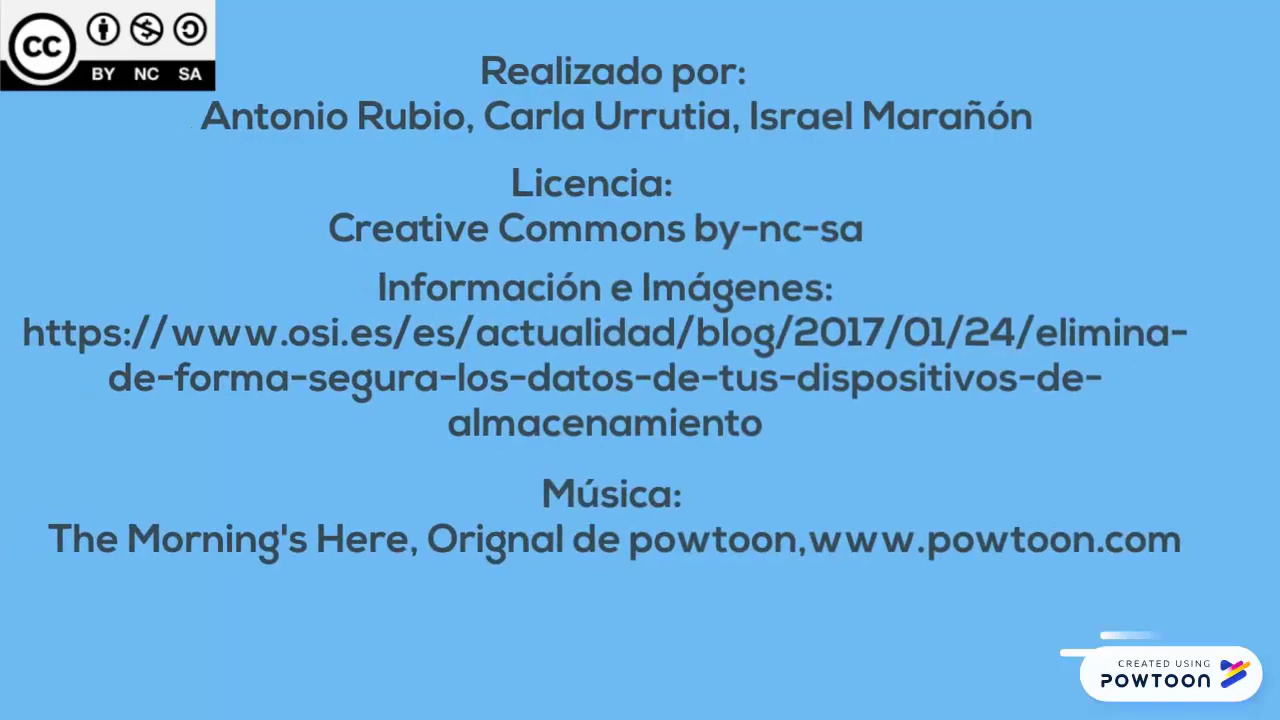 CC
BY NC SA
Realizado por:
Antonio Rubio, Carla Urrutia, Israel Marañón
Licencia:
Creative Commons by-nc-sa
Información e Imágenes:
https://www.osi.es/es/actualidad/blog/2017/01/24/elimina-
de-forma-segura-los-datos-de-tus-dispositivos-de-
almacenamiento
Música:
The Morning's Here, Orignal de powtoon,www.powtoon.com
CREATED USING
POWTOON